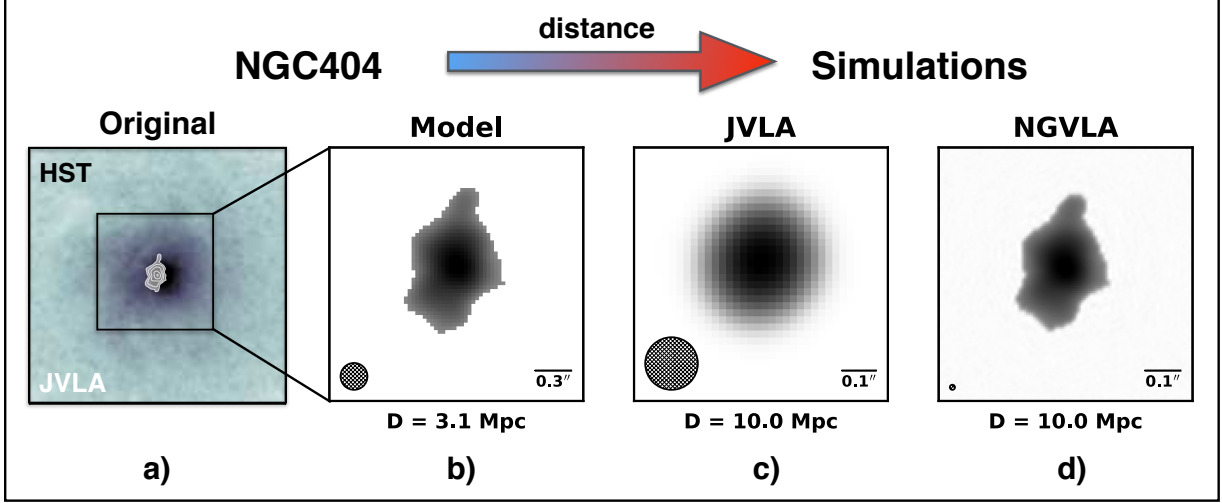 distance
NGC404
Simulations
Original
Model
JVLA
NGVLA
HST
JVLA
0.3″
0.1″
0.1″
D = 3.1 Mpc
D = 10.0 Mpc
D = 10.0 Mpc
a)
b)
c)
d)